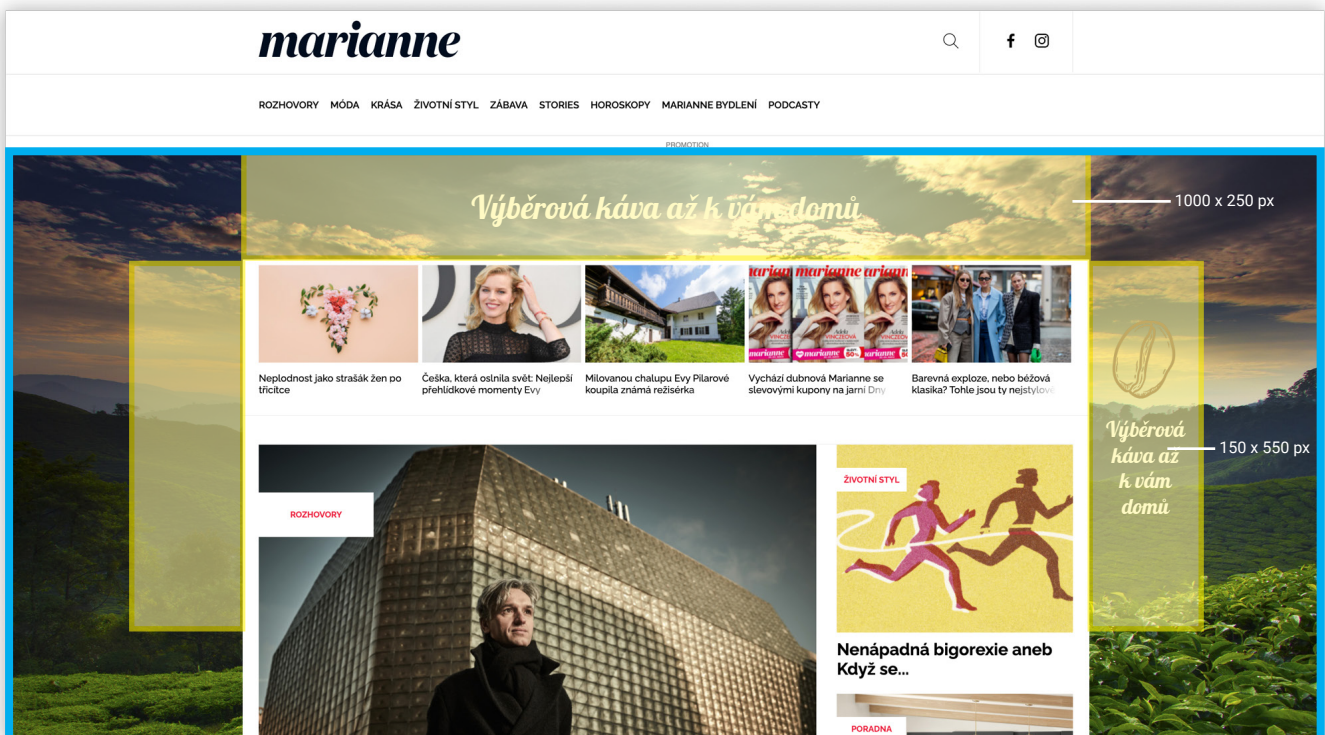 marianne
ROZHOVORY MÓDA KRÁSA ŽIVOTNÍ STYL ZÁBAVA STORIES HOROSKOPY MARIANNE BYDLENÍ PODCASTY
PROMOTION
Výběrová káva až k vám domů
1000 x 250 px
marianne
marianne
Neplodnost jako strašák žen po
třicítce
Češka, která oslnila svět: Nejlepší
přehlídkové momenty Evy
Milovanou chalupu Evy Pilarové
koupila známá režisérka
Vychází dubnová Marianne se
slevovými kupony na jarní Dny
Barevná exploze, nebo béžová
klasika? Tohle jsou ty nejstylově
Výběrová
káva až
k vám
domů
150 x 550 px
ROZHOVORY
ŽIVOTNÍ STYL
Nenápadná bigorexie aneb
Když se...
PORADNA